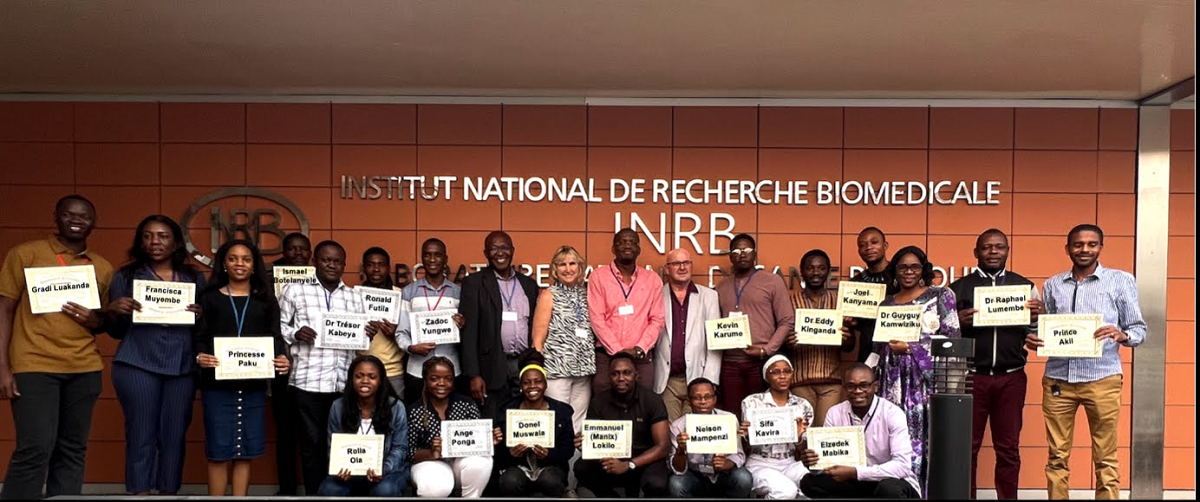 INSTITUT NATIONAL DE RECHERCHE BIOMEDICALE
INRB
INRB
Gradi Luakanda
Francisca
Muyembe
Princesse
Paku
Ismael
Botelanyele
Dr Trésor
Kabeya
Ronald
Futila
Zadoc
Yungwe
Kevin
Karume
Dr Eddy
Kinganda
Joel
Kanyama
Dr Guyguy
Kamwiziku
Dr Raphael
Lumembe
Prince
Akil
Rolla
Ola
Ange
Ponga
Donel
Muswala
Emmanuel
(Manix)
Lokilo
Nelson
Mampenzi
Sifa
Kavira
Elzedek
Mabika